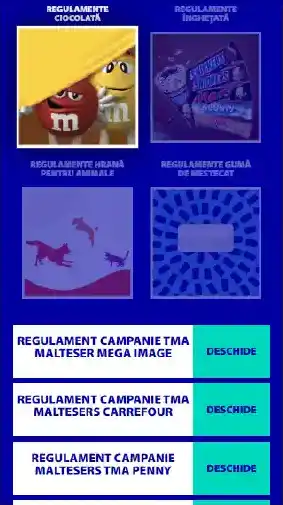 REGULAMENTE
CIOCOLATĂ
REGULAMENTE
ÎNGHEȚATĂ
m
m
REGULAMENTE HRANĂ
PENTRU ANIMALE
REGULAMENTE GUMĂ
DE MESTECAT
REGULAMENT CAMPANIE TMA
MALTESER MEGA IMAGE
DESCHIDE
REGULAMENT CAMPANIE TMA
MALTESERS CARREFOUR
DESCHIDE
REGULAMENT CAMPANIE
MALTESERS TMA PENNY
DESCHIDE